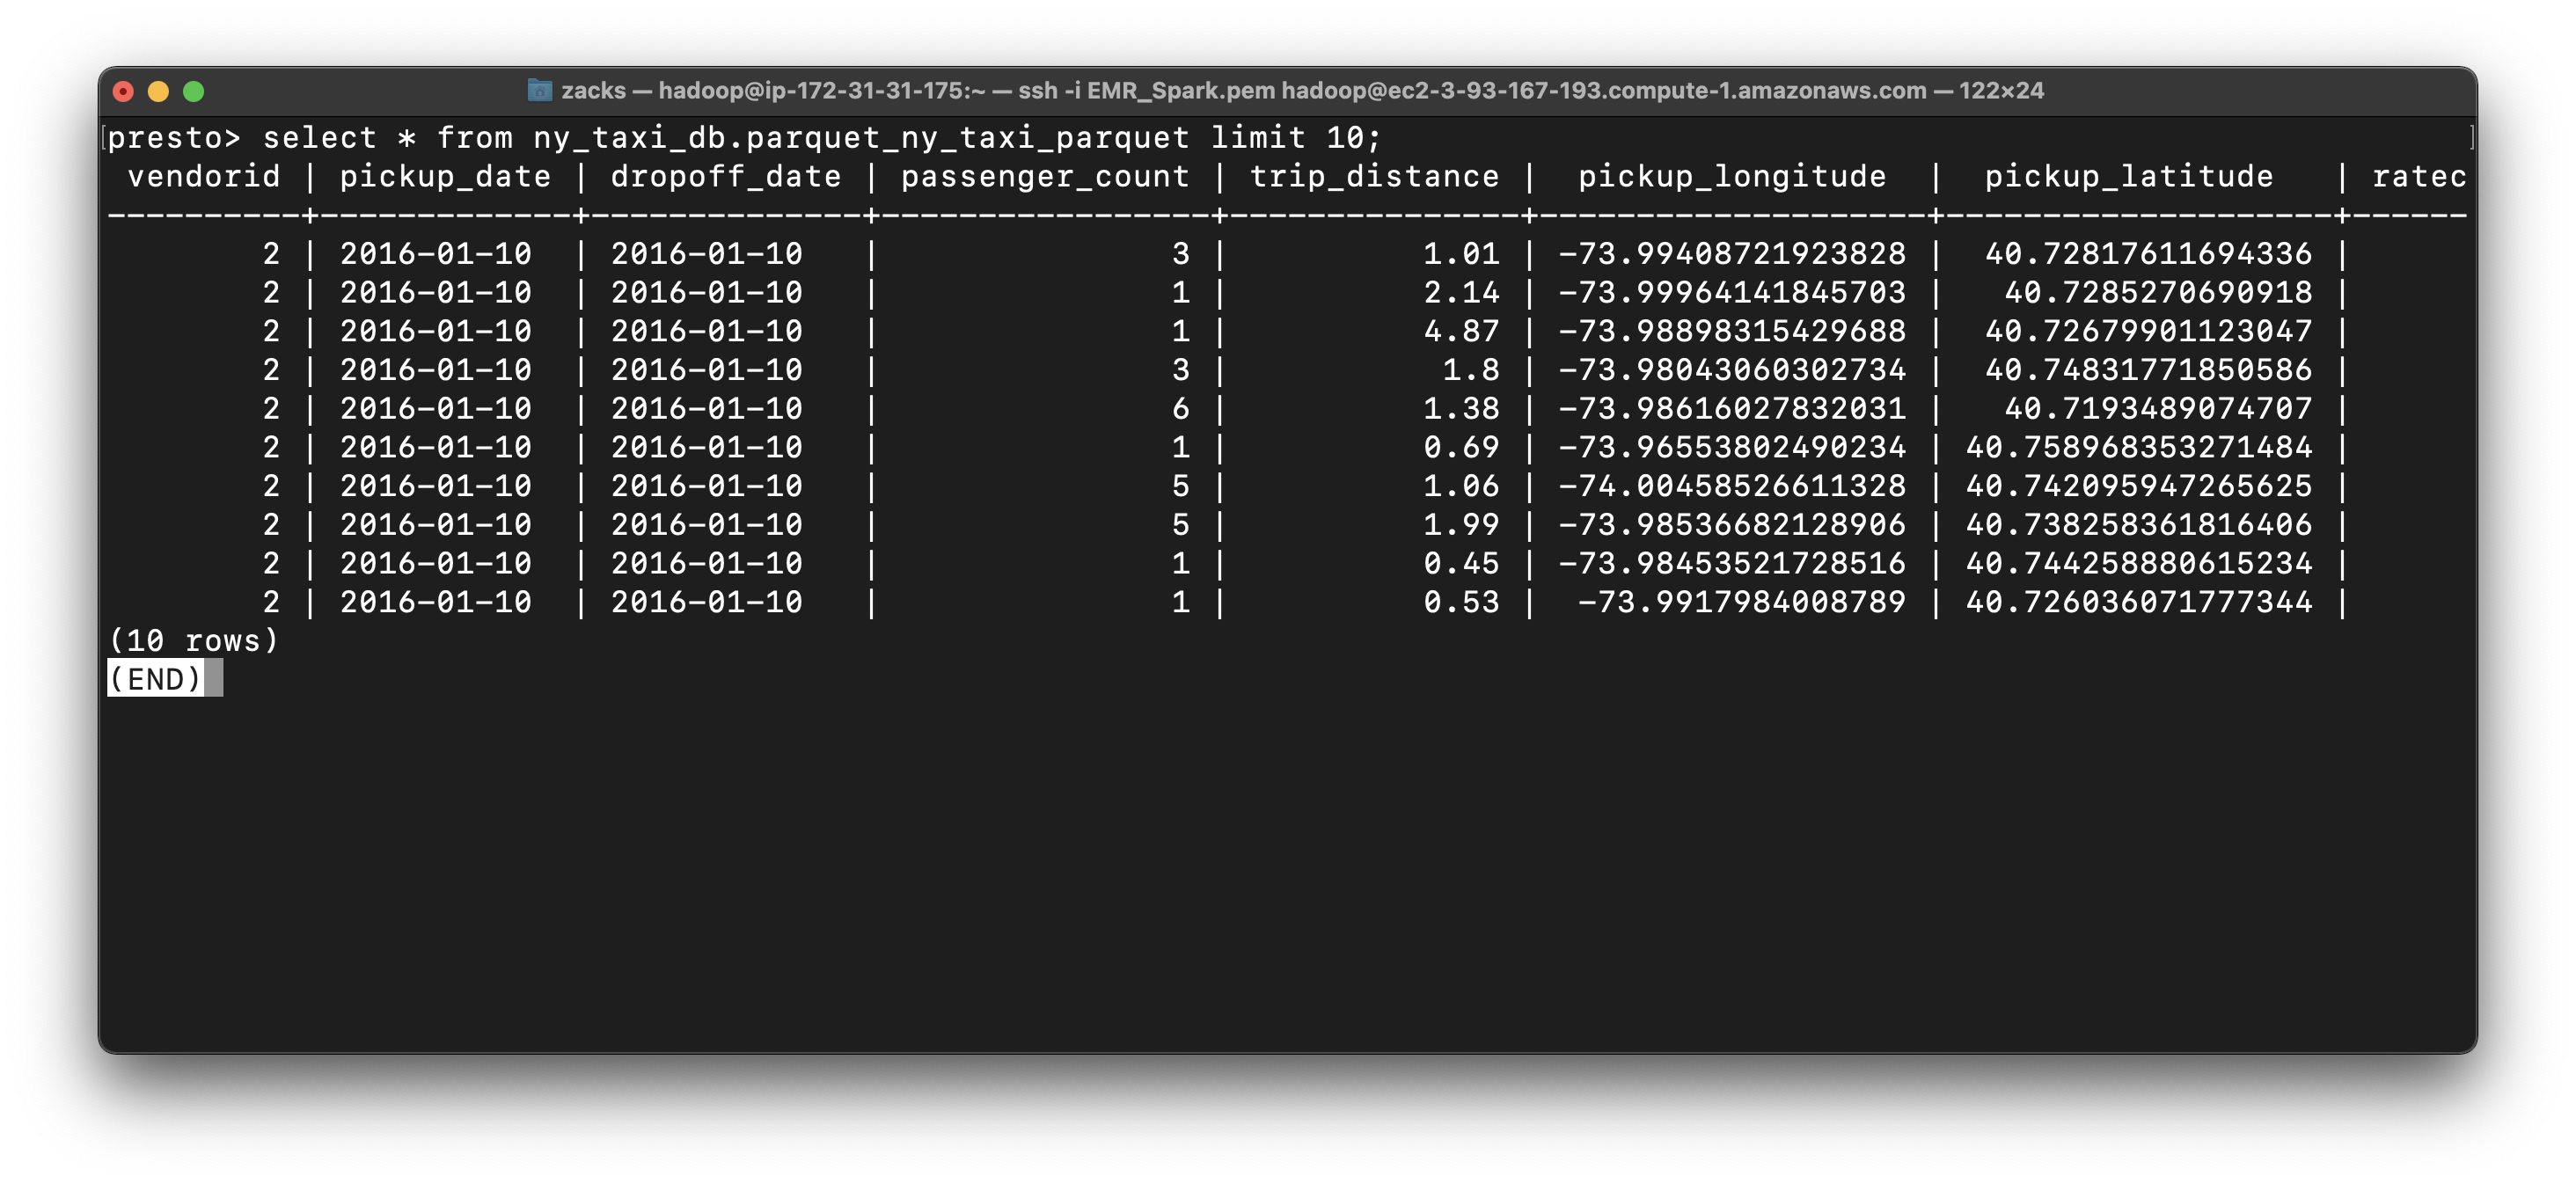 zacks — hadoop@ip-172-31-31-175:~ — ssh -i EMR_Spark.pem hadoop@ec2-3-93-167-193.compute-1.amazonaws.com — 122×24
[presto> select * from ny_taxi_db.parquet_ny_taxi_parquet limit 10; ]
 vendorid | pickup_date | dropoff_date | passenger_count | trip_distance |  pickup_longitude  |  pickup_latitude   | ratec
----------+-------------+--------------+-----------------+---------------+--------------------+--------------------+------
        2 | 2016-01-10  | 2016-01-10   |               3 |          1.01 | -73.99408721923828 |  40.72817611694336 |
        2 | 2016-01-10  | 2016-01-10   |               1 |          2.14 | -73.99964141845703 |   40.7285270690918 |
        2 | 2016-01-10  | 2016-01-10   |               1 |          4.87 | -73.98898315429688 |  40.72679901123047 |
        2 | 2016-01-10  | 2016-01-10   |               3 |           1.8 | -73.98043060302734 |  40.74831771850586 |
        2 | 2016-01-10  | 2016-01-10   |               6 |          1.38 | -73.98616027832031 |   40.7193489074707 |
        2 | 2016-01-10  | 2016-01-10   |               1 |          0.69 | -73.96553802490234 | 40.758968353271484 |
        2 | 2016-01-10  | 2016-01-10   |               5 |          1.06 | -74.00458526611328 | 40.742095947265625 |
        2 | 2016-01-10  | 2016-01-10   |               5 |          1.99 | -73.98536682128906 | 40.738258361816406 |
        2 | 2016-01-10  | 2016-01-10   |               1 |          0.45 | -73.98453521728516 | 40.744258880615234 |
        2 | 2016-01-10  | 2016-01-10   |               1 |          0.53 |  -73.9917984008789 | 40.726036071777344 |
(10 rows)
(END)